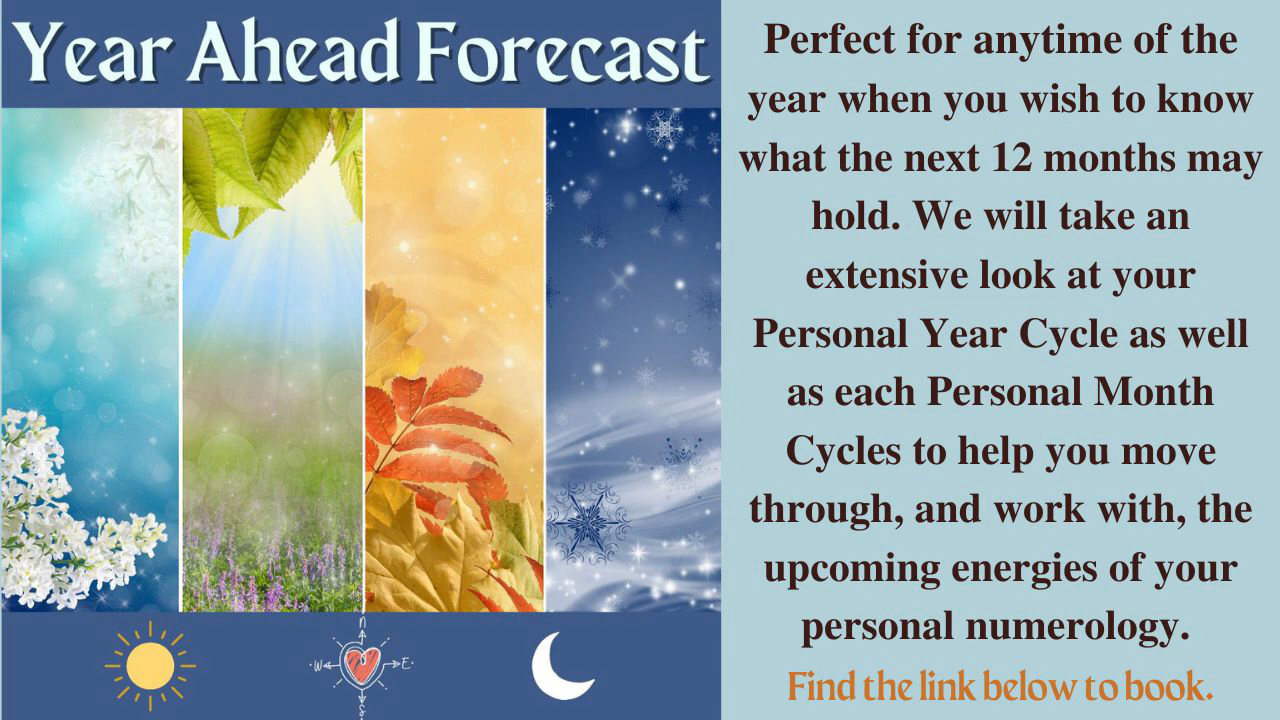 Year Ahead Forecast
Perfect for anytime of the
year when you wish to know
what the next 12 months may
hold. We will take an
extensive look at your
Personal Year Cycle as well
as each Personal Month
Cycles to help you move
through, and work with, the
upcoming energies of your
personal numerology.
Find the link below to book.
n
W E
S